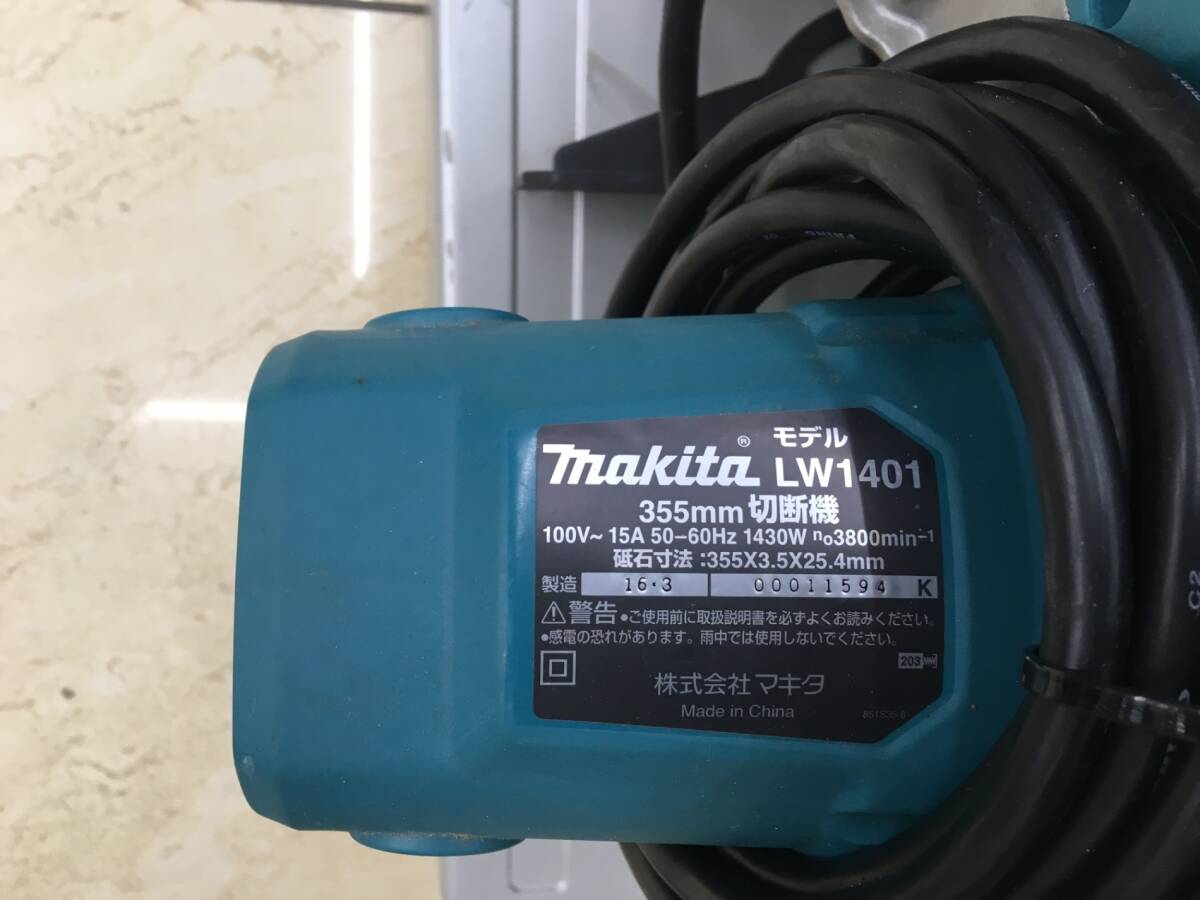 makita® モデル LW1401
355mm 切断機
100V~ 15A 50-60Hz 1430W n₀3800min⁻¹
砥石寸法:355X3.5X25.4mm
製造 16・3 00011594 K
⚠警告 ●ご使用前に取扱説明書を必ずよくお読みください。
●感電の恐れがあります。雨中では使用しないでください。
203
株式会社 マキタ
Made in China